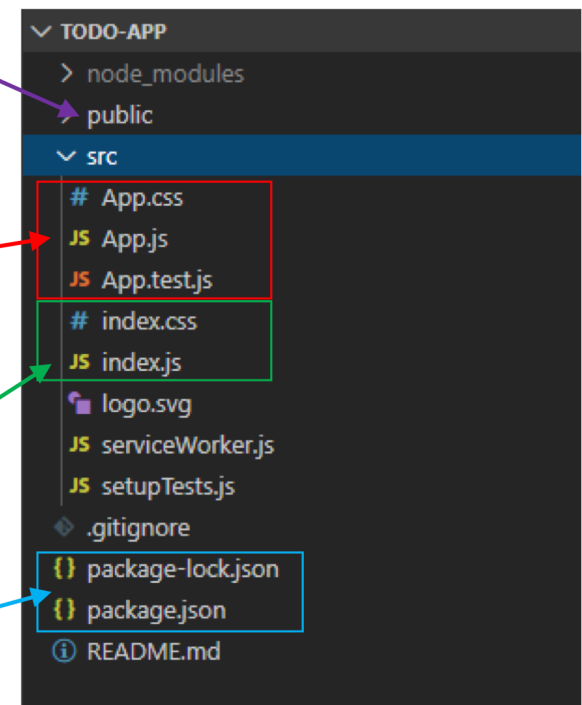 TODO-APP
node_modules
public
src
# App.css
JS App.js
JS App.test.js
# index.css
JS index.js
logo.svg
JS serviceWorker.js
JS setupTests.js
.gitignore
{} package-lock.json
{} package.json
README.md